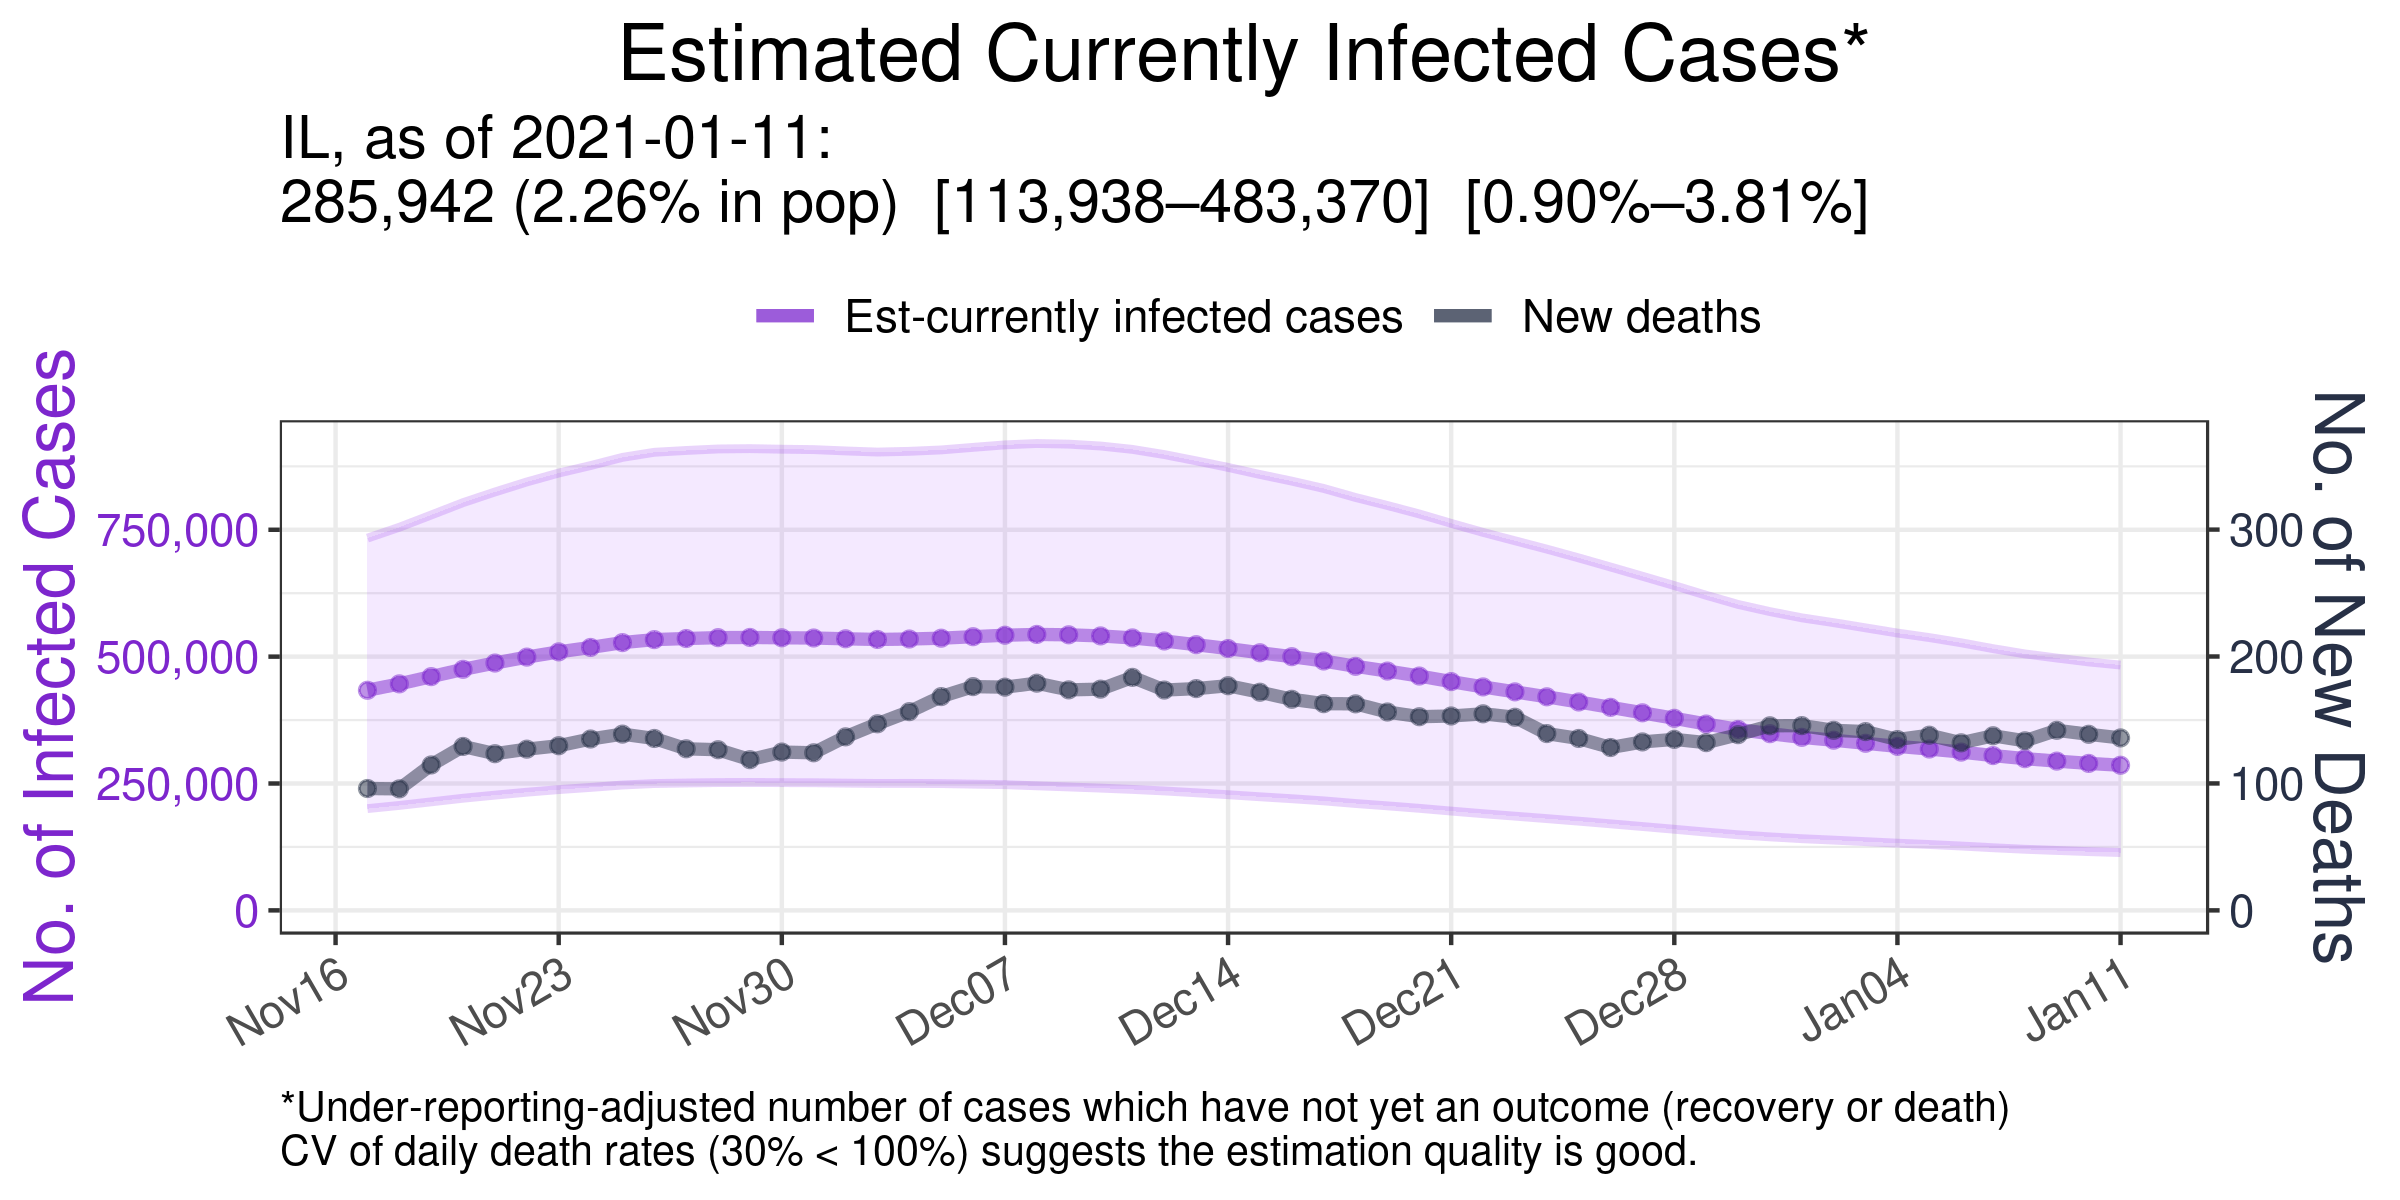 Estimated Currently Infected Cases*
IL, as of 2021-01-11:
285,942 (2.26% in pop)  [113,938–483,370]  [0.90%–3.81%]
Est-currently infected cases
New deaths
No. of Infected Cases
750,000
500,000
250,000
0
300
200
100
0
No. of New Deaths
Nov16
Nov23
Nov30
Dec07
Dec14
Dec21
Dec28
Jan04
Jan11
*Under-reporting-adjusted number of cases which have not yet an outcome (recovery or death)
CV of daily death rates (30% < 100%) suggests the estimation quality is good.